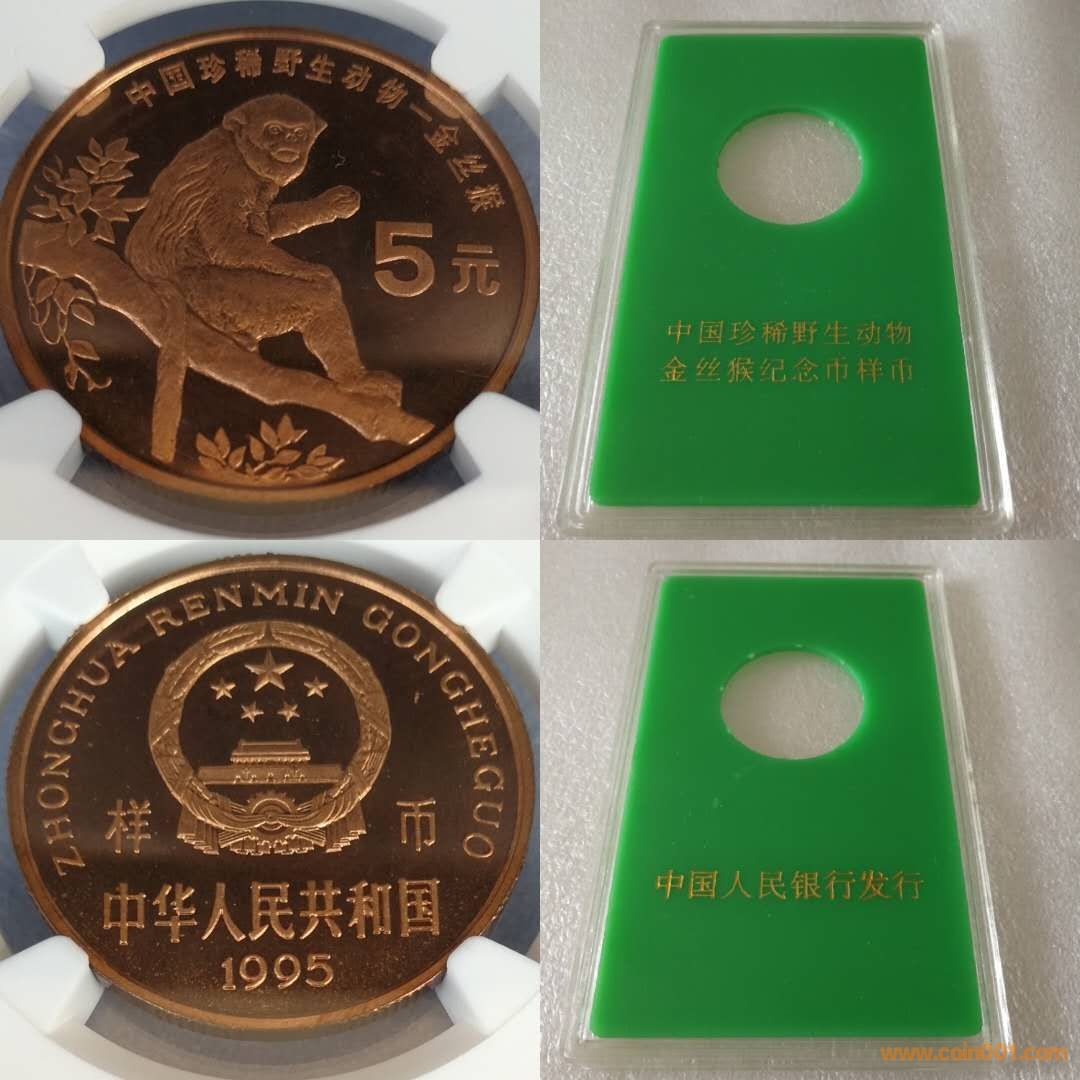 中国珍稀野生动物—金丝猴
5元
中国珍稀野生动物
金丝猴纪念币样币
ZHONGHUA RENMIN GONGHEGUO
样 币
中华人民共和国
1995
中国人民银行发行
www.coin001.com